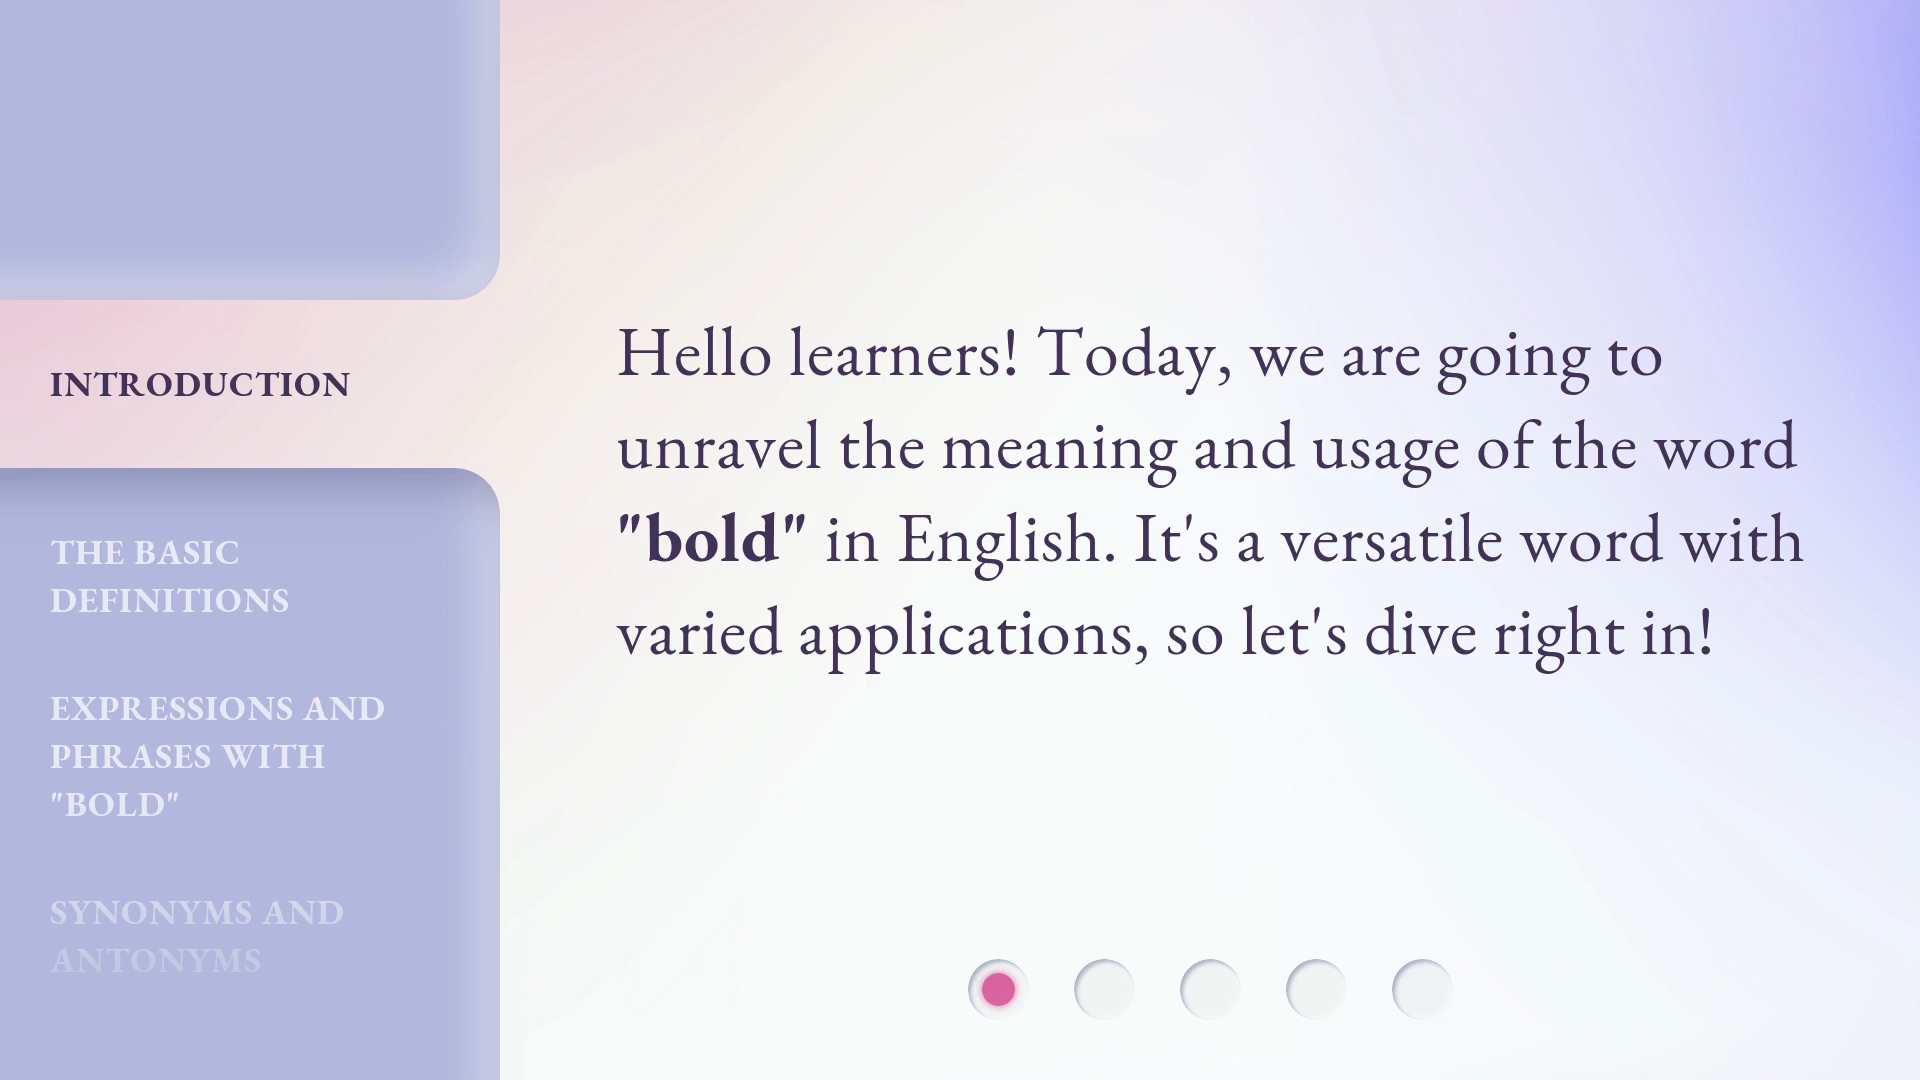 INTRODUCTION
THE BASIC
DEFINITIONS
EXPRESSIONS AND
PHRASES WITH
"BOLD"
SYNONYMS AND
ANTONYMS
Hello learners! Today, we are going to
unravel the meaning and usage of the word
"bold" in English. It's a versatile word with
varied applications, so let's dive right in!